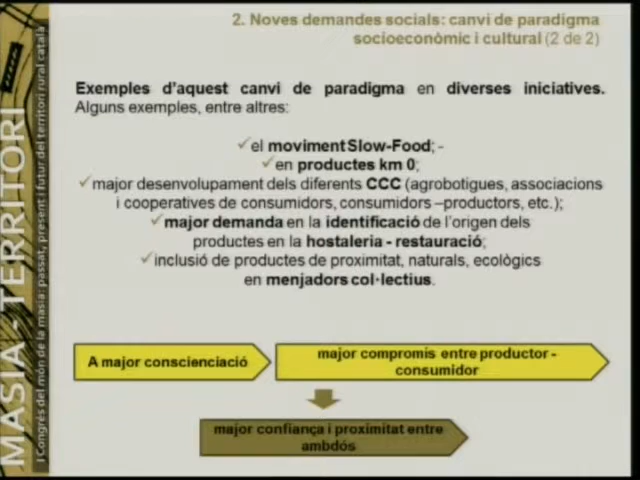 2. Noves demandes socials: canvi de paradigma
socioeconòmic i cultural (2 de 2)
Exemples d'aquest canvi de paradigma en diverses iniciatives.
Alguns exemples, entre altres:
✓el moviment Slow-Food; -
✓en productes km 0;
✓major desenvolupament dels diferents CCC (agrobotigues, associacions
i cooperatives de consumidors, consumidors –productors, etc.);
✓major demanda en la identificació de l'origen dels
productes en la hostaleria - restauració;
✓inclusió de productes de proximitat, naturals, ecològics
en menjadors col·lectius.
A major conscienciació
major compromís entre productor -
consumidor
major confiança i proximitat entre
ambdós
MASIA - TERRITORI
I Congrés del món de la masia: passat, present i futur del territori rural català